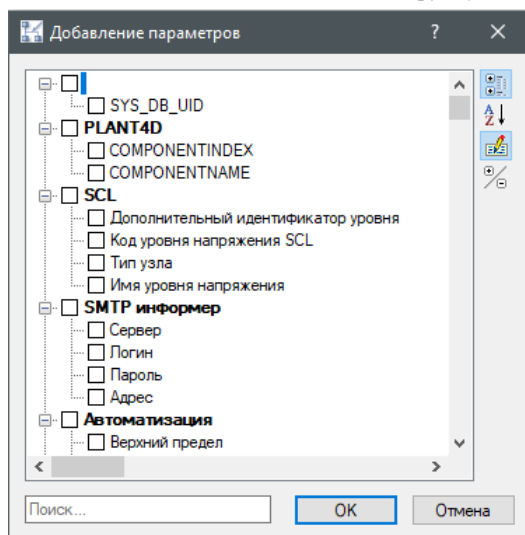 Добавление параметров
SYS_DB_UID
PLANT4D
COMPONENTINDEX
COMPONENTNAME
SCL
Дополнительный идентификатор уровня
Код уровня напряжения SCL
Тип узла
Имя уровня напряжения
SMTP информер
Сервер
Логин
Пароль
Адрес
Автоматизация
Верхний предел
Поиск...
OK
Отмена